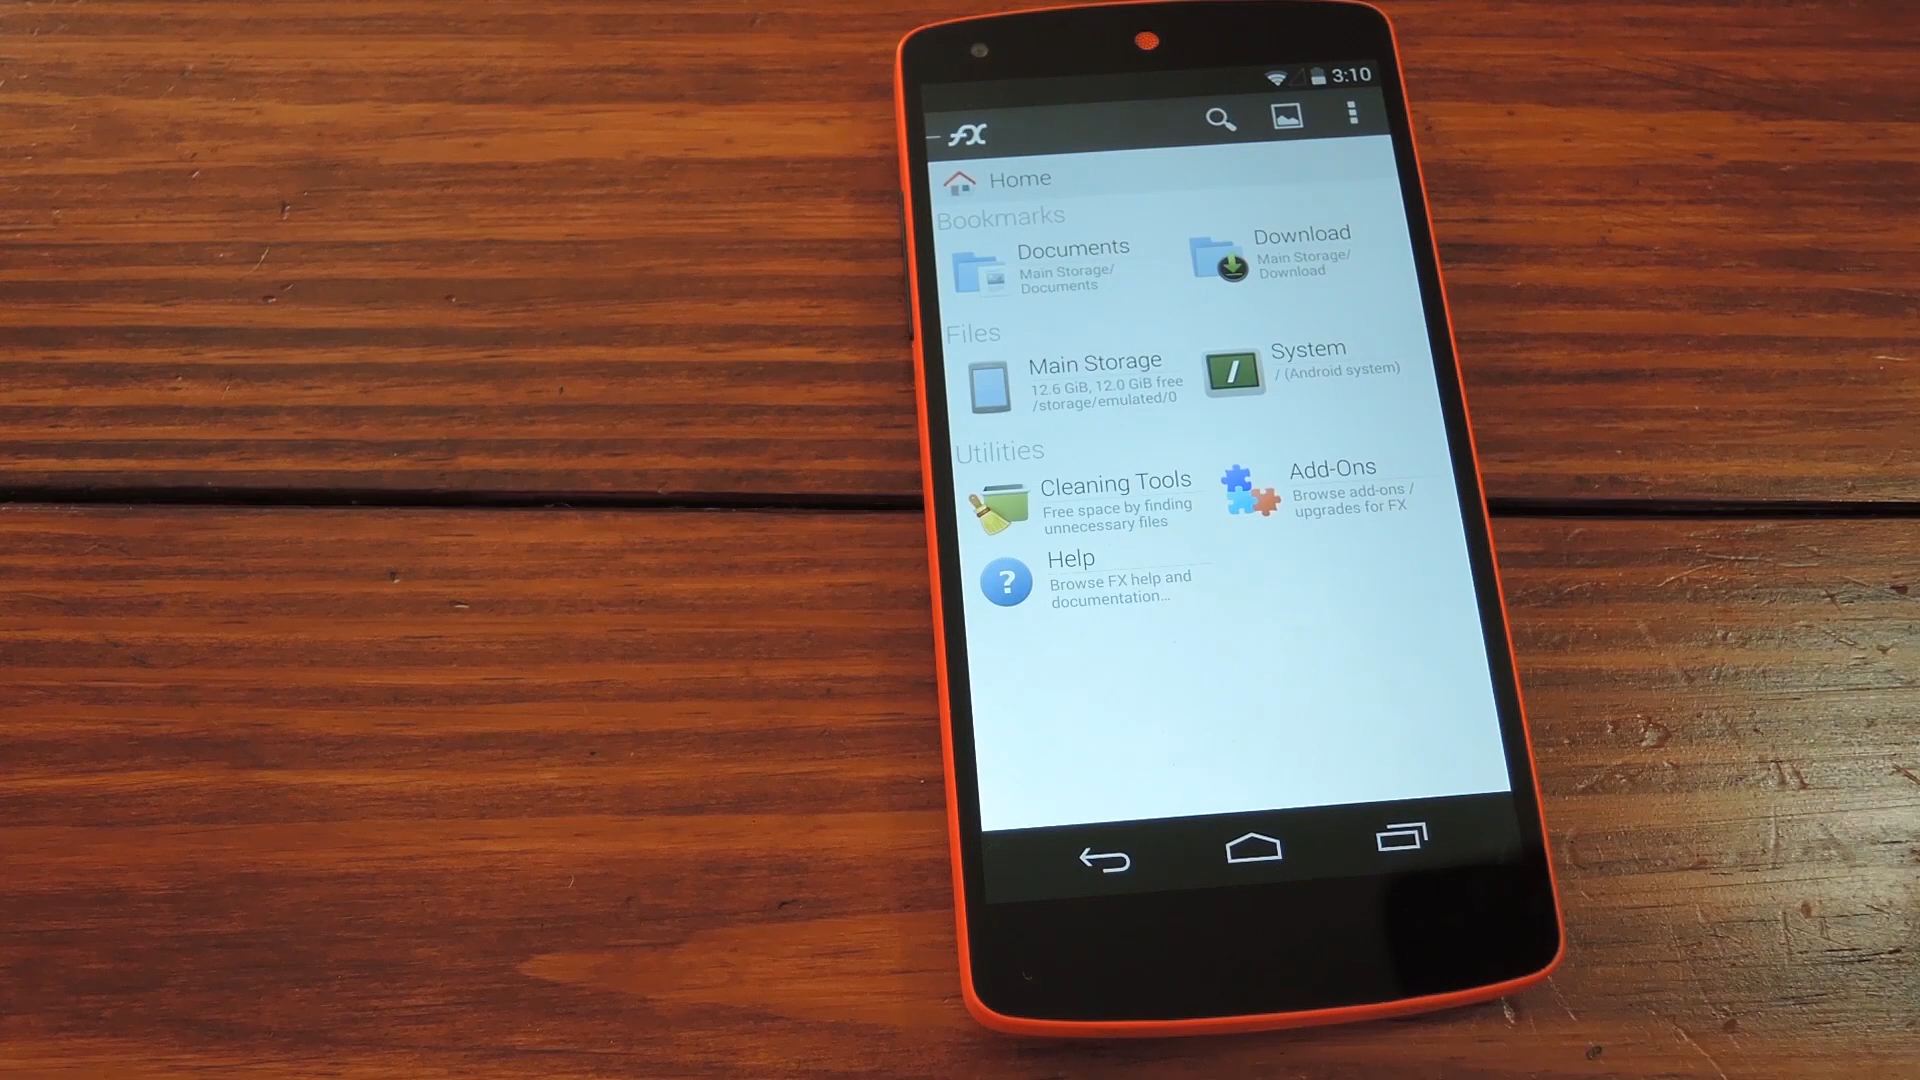 3:10
FX
Home
Bookmarks
Documents
Main Storage/
Documents
Download
Main Storage/
Download
Files
Main Storage
12.6 GiB, 12.0 GiB free
/storage/emulated/0
System
/ (Android system)
Utilities
Cleaning Tools
Free space by finding
unnecessary files
Add-Ons
Browse add-ons /
upgrades for FX
?
Help
Browse FX help and
documentation...